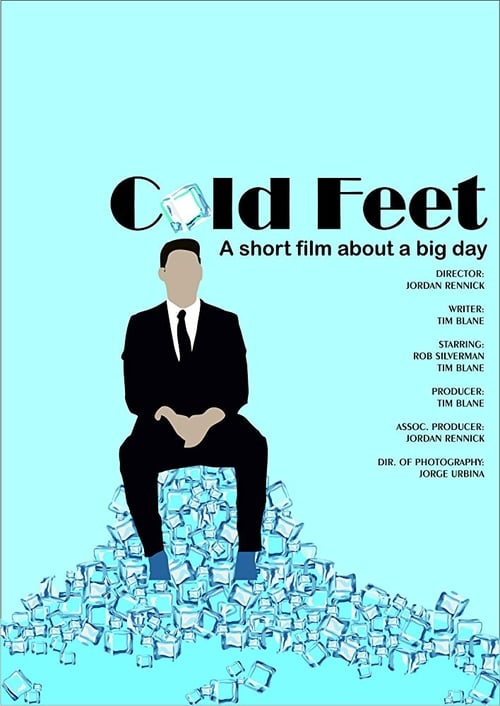 Cold Feet
A short film about a big day
DIRECTOR:
JORDAN RENNICK
WRITER:
TIM BLANE
STARRING:
ROB SILVERMAN
TIM BLANE
PRODUCER:
TIM BLANE
ASSOC. PRODUCER:
JORDAN RENNICK
DIR. OF PHOTOGRAPHY:
JORGE URBINA